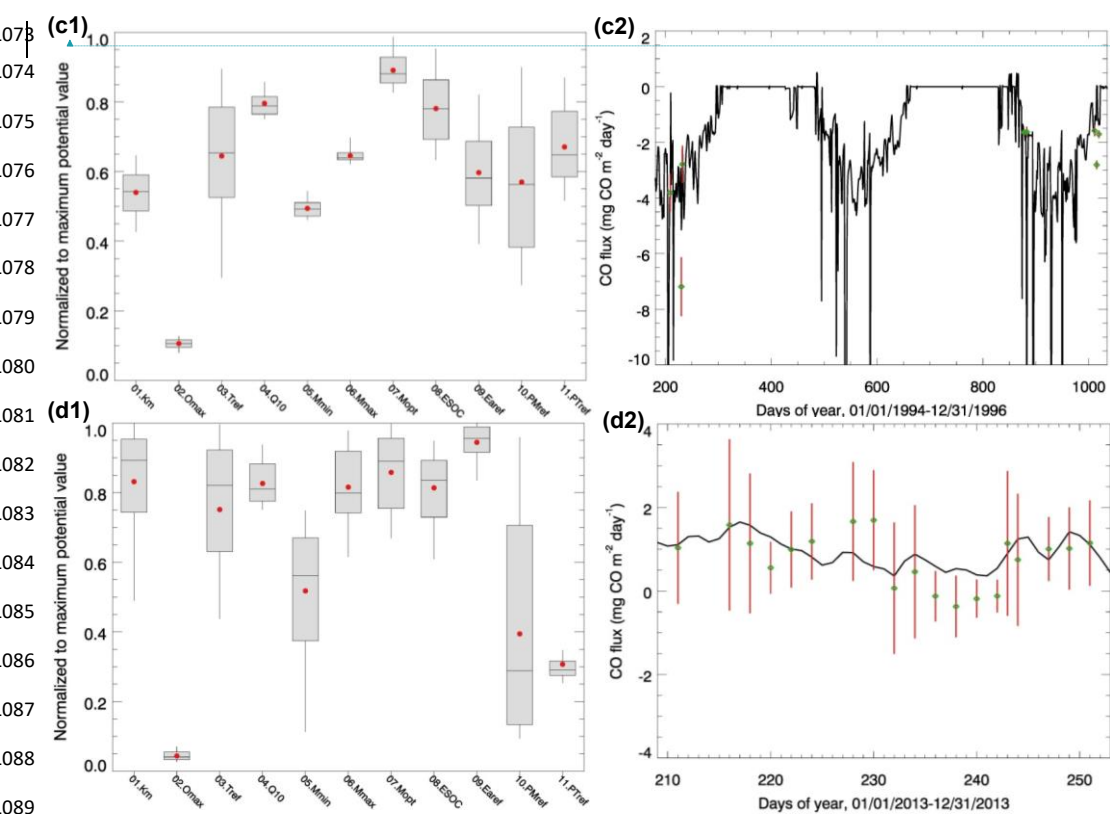 1073
1074
1075
1076
1077
1078
1079
1080
1081
1082
1083
1084
1085
1086
1087
1088
1089
(c1)
Normalized to maximum potential value
1.0
0.8
0.6
0.4
0.2
0.0
01.Km
02.Omax
03.Tref
04.Q10
05.Mmin
06.Mmax
07.Mopt
08.ESOC
09.Earef
10.PMref
11.PTref
(c2)
CO flux (mg CO m⁻² day⁻¹)
2
0
-2
-4
-6
-8
-10
200
400
600
800
1000
Days of year, 01/01/1994-12/31/1996
(d1)
Normalized to maximum potential value
1.0
0.8
0.6
0.4
0.2
0.0
01.Km
02.Omax
03.Tref
04.Q10
05.Mmin
06.Mmax
07.Mopt
08.ESOC
09.Earef
10.PMref
11.PTref
(d2)
CO flux (mg CO m⁻² day⁻¹)
4
2
0
-2
-4
210
220
230
240
250
Days of year, 01/01/2013-12/31/2013